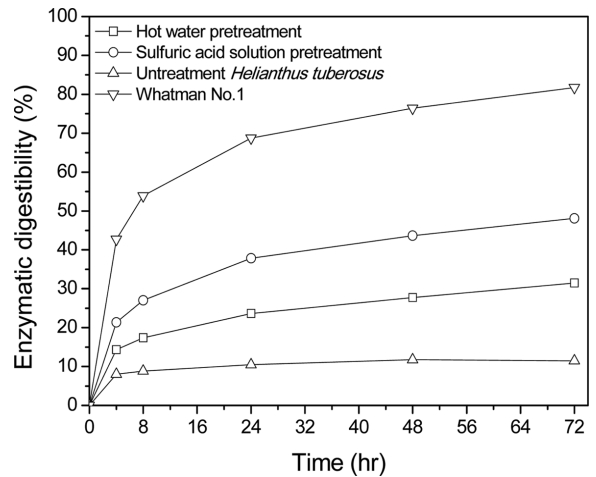 100
90
80
70
60
50
40
30
20
10
0
Enzymatic digestibility (%)
Hot water pretreatment
Sulfuric acid solution pretreatment
Untreatment Helianthus tuberosus
Whatman No.1
0 8 16 24 32 40 48 56 64 72
Time (hr)